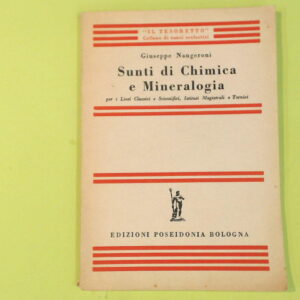 "IL TESORETTO"
Collana di sunti scolastici
Giuseppe Nangeroni
Sunti di Chimica
e Mineralogia
per i Licei Classici e Scientifici, Istituti Magistrali e Tecnici
EDIZIONI POSEIDONIA BOLOGNA